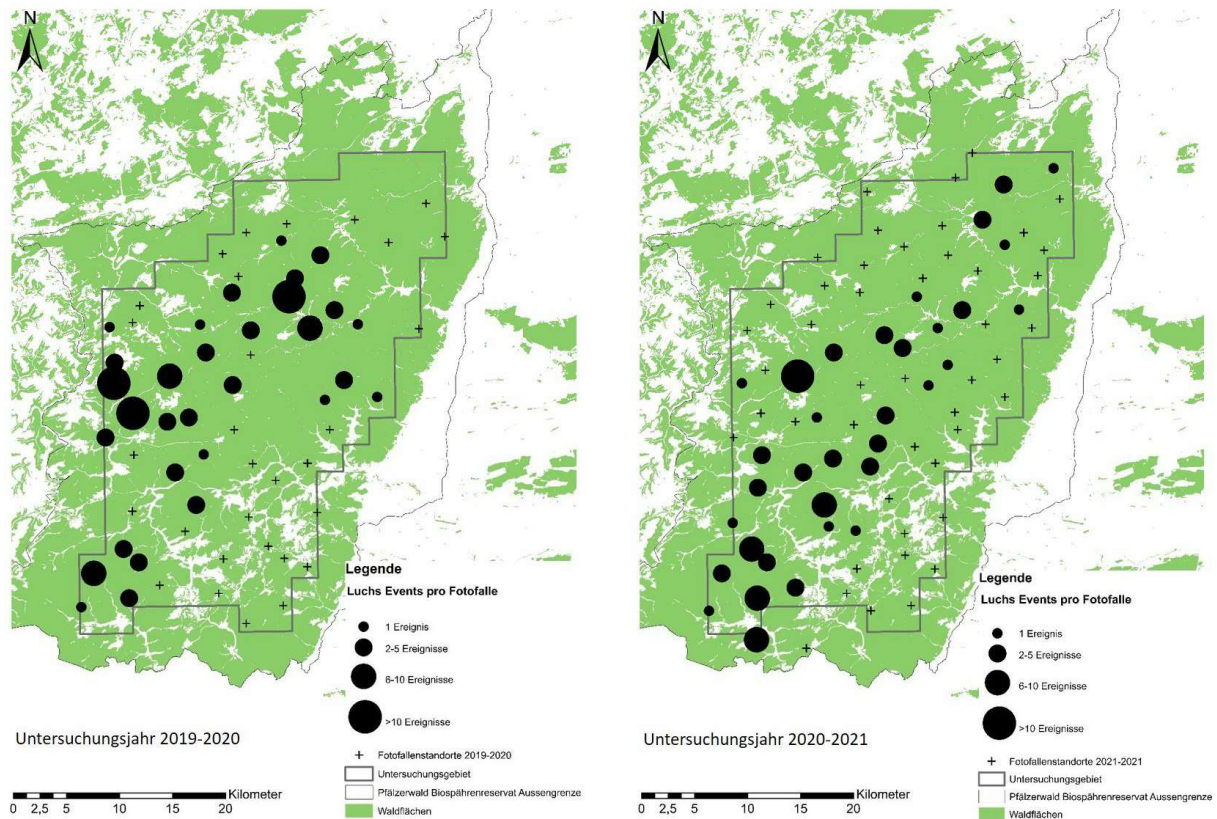 N
Legende
Luchs Events pro Fotofalle
1 Ereignis
2-5 Ereignisse
6-10 Ereignisse
>10 Ereignisse
Fotofallenstandorte 2019-2020
Untersuchungsgebiet
Pfälzerwald Biospährenreservat Aussengrenze
Waldflächen
Untersuchungsjahr 2019-2020
0 2,5 5 10 15 20
Kilometer
N
Legende
Luchs Events pro Fotofalle
1 Ereignis
2-5 Ereignisse
6-10 Ereignisse
>10 Ereignisse
Fotofallenstandorte 2021-2021
Untersuchungsgebiet
Pfälzerwald Biospährenreservat Aussengrenze
Waldflächen
Untersuchungsjahr 2020-2021
0 2,5 5 10 15 20
Kilometer